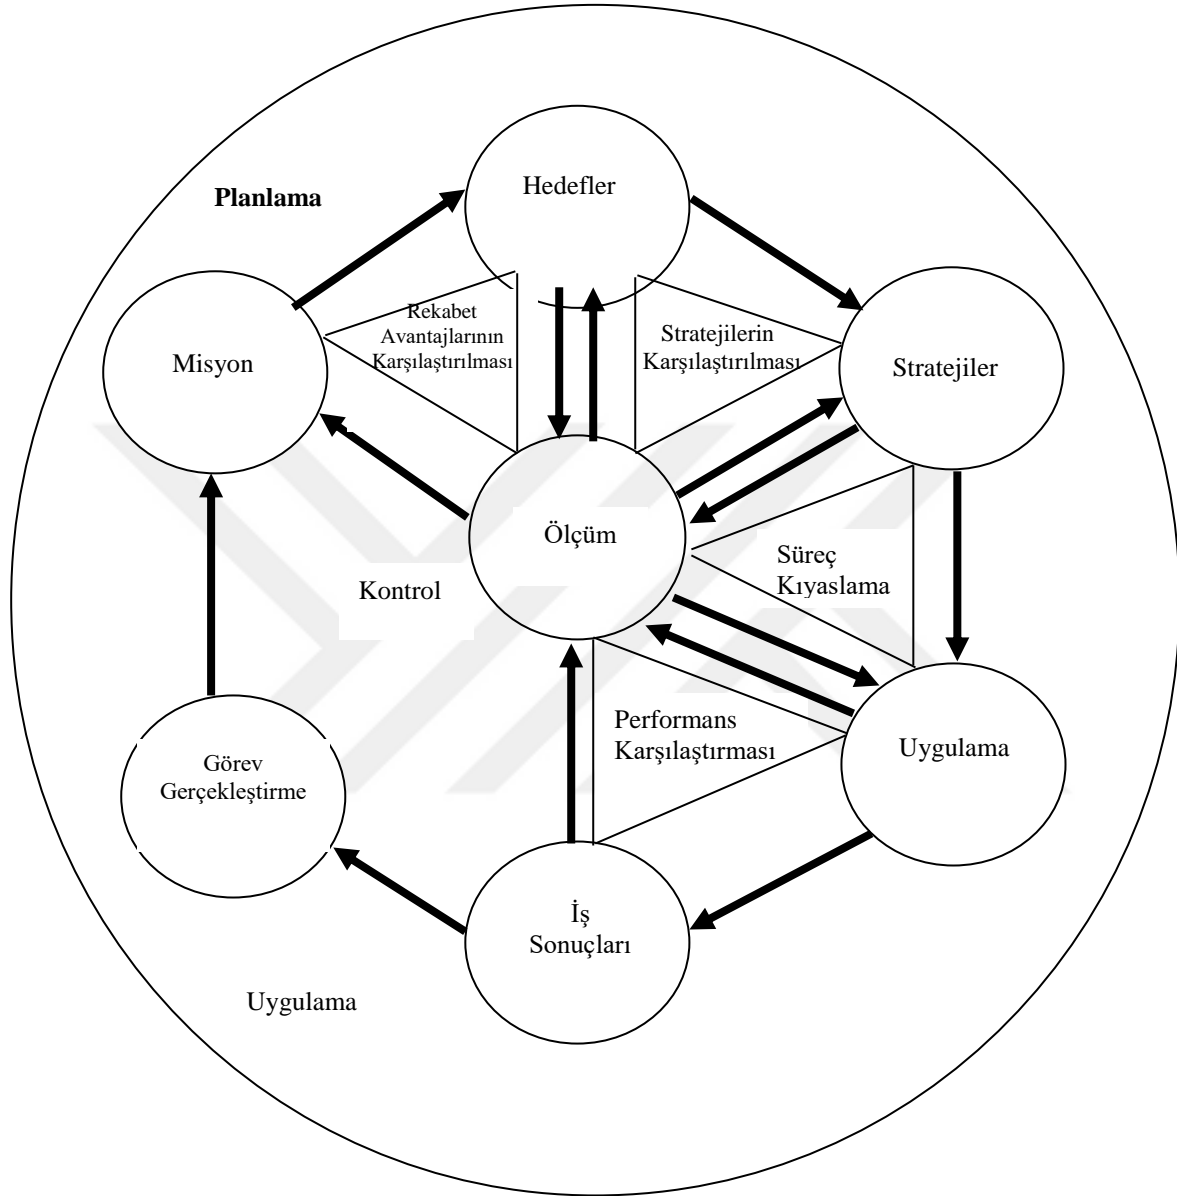 Planlama
Hedefler
Misyon
Rekabet
Avantajlarının
Karşılaştırılması
Stratejilerin
Karşılaştırılması
Stratejiler
Ölçüm
Kontrol
Süreç
Kıyaslama
Performans
Karşılaştırması
Uygulama
Görev
Gerçekleştirme
İş
Sonuçları
Uygulama